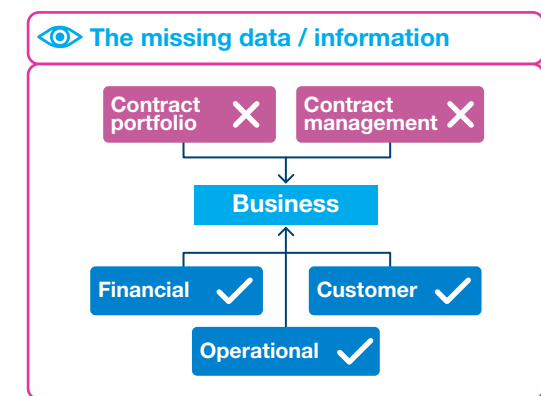 The missing data / information
Contract
portfolio
Contract
management
Business
Financial
Customer
Operational